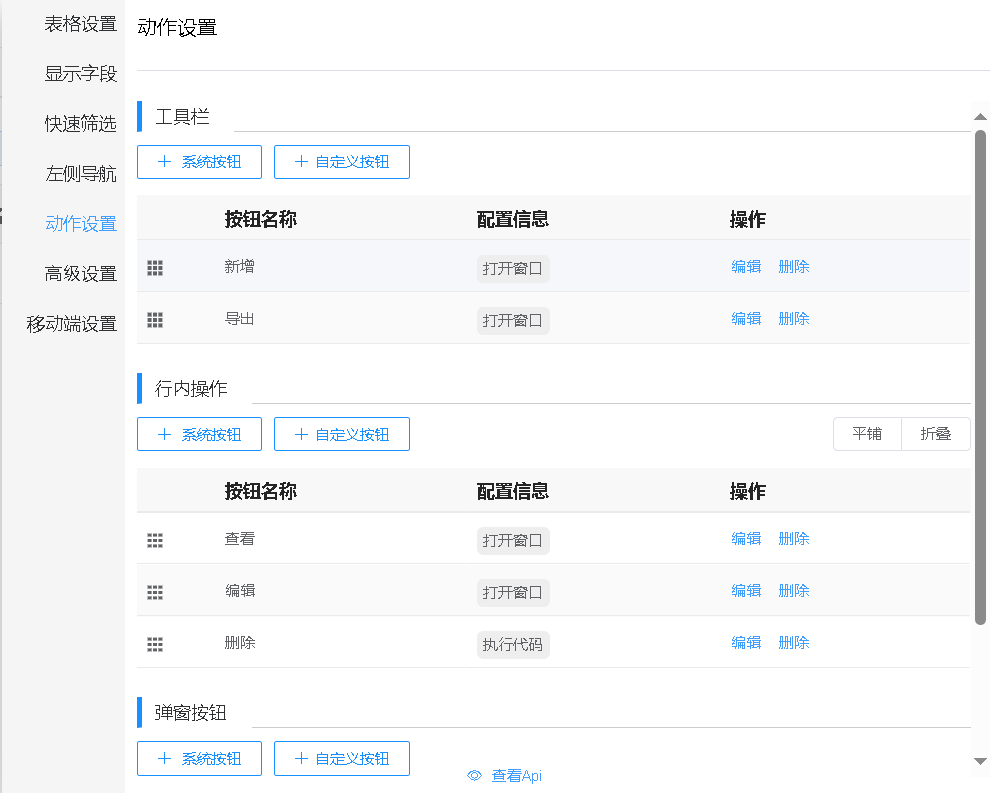 表格设置
显示字段
快速筛选
左侧导航
动作设置
高级设置
移动端设置
动作设置
工具栏
系统按钮 自定义按钮
按钮名称 配置信息 操作
新增 打开窗口 编辑 删除
导出 打开窗口 编辑 删除
行内操作
系统按钮 自定义按钮 平铺 折叠
按钮名称 配置信息 操作
查看 打开窗口 编辑 删除
编辑 打开窗口 编辑 删除
删除 执行代码 编辑 删除
弹窗按钮
系统按钮 自定义按钮
查看Api